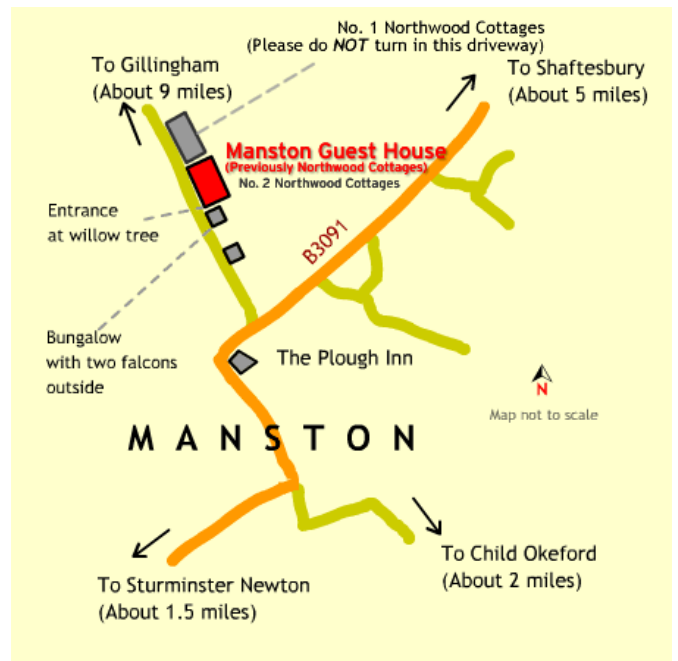 No. 1 Northwood Cottages
(Please do NOT turn in this driveway)
To Gillingham
(About 9 miles)
To Shaftesbury
(About 5 miles)
Manston Guest House
(Previously Northwood Cottages)
No. 2 Northwood Cottages
Entrance
at willow tree
B3091
Bungalow
with two falcons
outside
The Plough Inn
N
Map not to scale
MANSTON
To Child Okeford
(About 2 miles)
To Sturminster Newton
(About 1.5 miles)